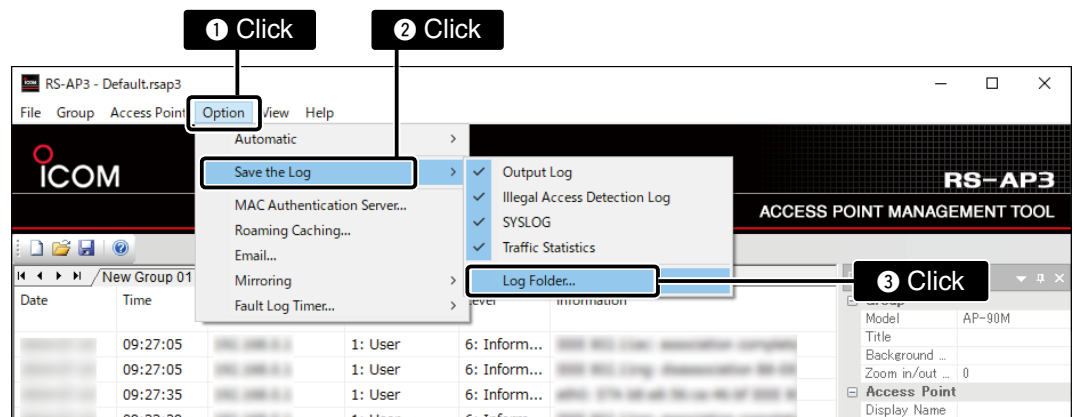 1 Click
2 Click
RS-AP3 - Default.rsap3
File Group Access Point Option View Help
Automatic
ICOM
Save the Log
Output Log
Illegal Access Detection Log
SYSLOG
Traffic Statistics
Log Folder...
MAC Authentication Server...
Roaming Caching...
Email...
Mirroring
Fault Log Timer...
RS-AP3
ACCESS POINT MANAGEMENT TOOL
3 Click
New Group 01
Date Time Level Information
Group
Model AP-90M
Title
Background ...
Zoom in/out ... 0
Access Point
Display Name
09:27:05 1: User 6: Inform...
09:27:05 1: User 6: Inform...
09:27:35 1: User 6: Inform...